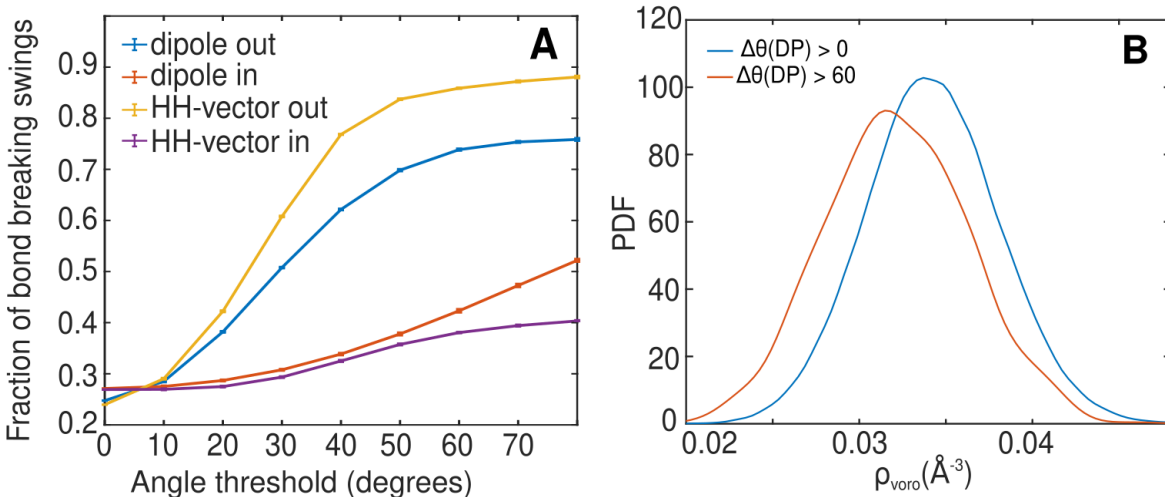 A
dipole out
dipole in
HH-vector out
HH-vector in
Fraction of bond breaking swings
0.9
0.8
0.7
0.6
0.5
0.4
0.3
0.2
0 10 20 30 40 50 60 70
Angle threshold (degrees)
B
Δθ(DP) > 0
Δθ(DP) > 60
PDF
120
100
80
60
40
20
0
0.02 0.03 0.04
ρvoro(Å-3)